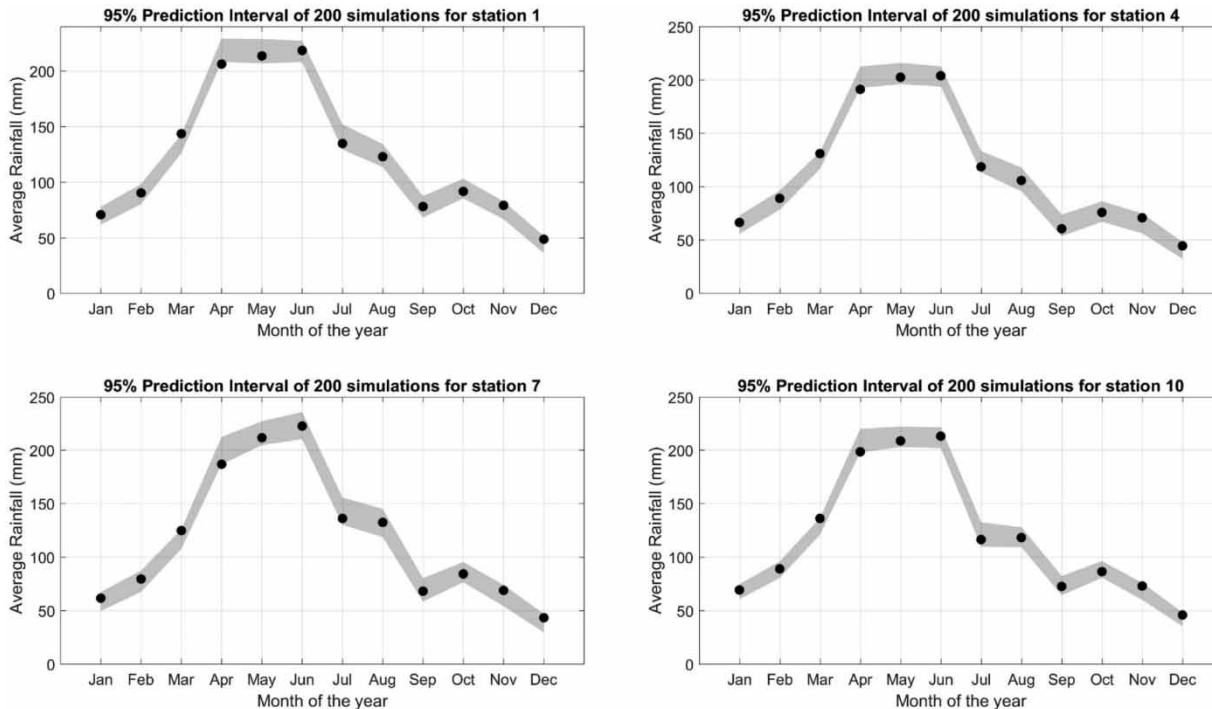 95% Prediction Interval of 200 simulations for station 1
Average Rainfall (mm)
200
150
100
50
0
Jan Feb Mar Apr May Jun Jul Aug Sep Oct Nov Dec
Month of the year
95% Prediction Interval of 200 simulations for station 4
Average Rainfall (mm)
250
200
150
100
50
0
Jan Feb Mar Apr May Jun Jul Aug Sep Oct Nov Dec
Month of the year
95% Prediction Interval of 200 simulations for station 7
Average Rainfall (mm)
250
200
150
100
50
0
Jan Feb Mar Apr May Jun Jul Aug Sep Oct Nov Dec
Month of the year
95% Prediction Interval of 200 simulations for station 10
Average Rainfall (mm)
250
200
150
100
50
0
Jan Feb Mar Apr May Jun Jul Aug Sep Oct Nov Dec
Month of the year